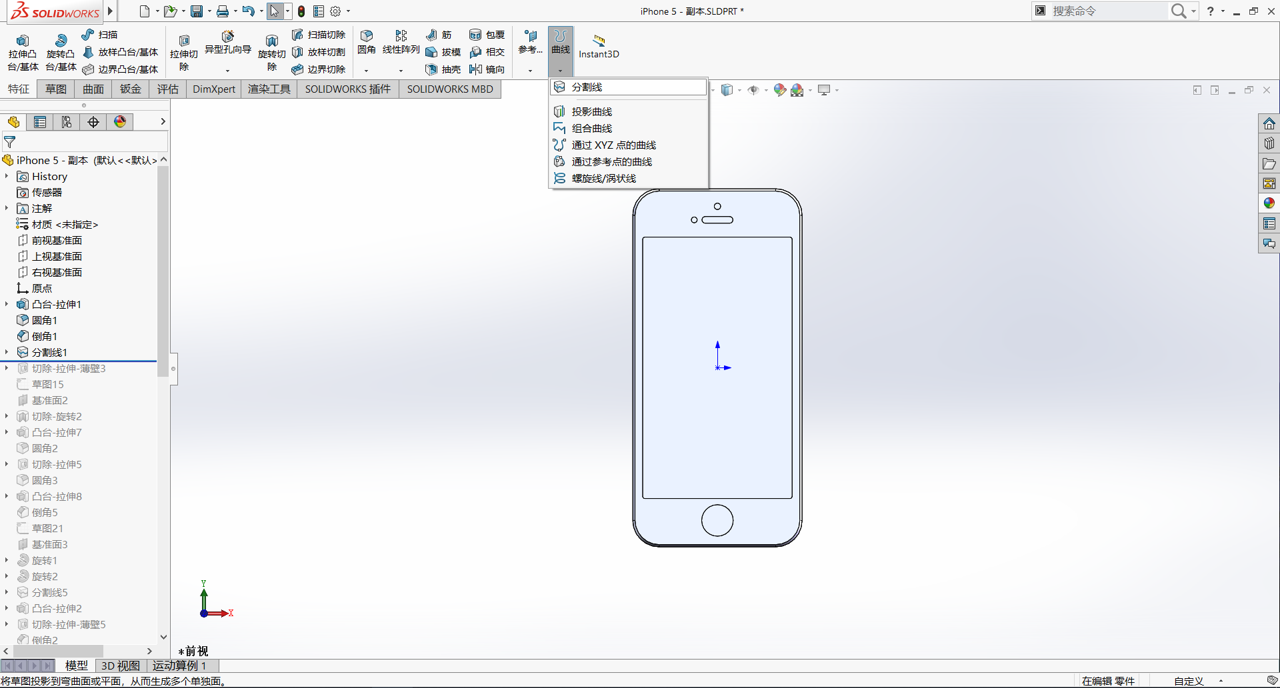 SOLIDWORKS
iPhone 5 - 副本.SLDPRT *
搜索命令
?
拉伸凸台/基体
旋转凸台/基体
扫描
放样凸台/基体
边界凸台/基体
拉伸切除
异型孔向导
旋转切除
扫描切除
放样切割
边界切除
圆角
线性阵列
筋
拔模
抽壳
包覆
相交
镜向
参考...
曲线
Instant3D
特征
草图
曲面
钣金
评估
DimXpert
渲染工具
SOLIDWORKS 插件
SOLIDWORKS MBD
分割线
投影曲线
组合曲线
通过 XYZ 点的曲线
通过参考点的曲线
螺旋线/涡状线
iPhone 5 - 副本 (默认<<默认>
History
传感器
注解
材质 <未指定>
前视基准面
上视基准面
右视基准面
原点
凸台-拉伸1
圆角1
倒角1
分割线1
切除-拉伸-薄壁3
草图15
基准面2
切除-旋转2
凸台-拉伸7
圆角2
切除-拉伸5
圆角3
凸台-拉伸8
倒角5
草图21
基准面3
旋转1
旋转2
分割线5
凸台-拉伸2
切除-拉伸-薄壁5
倒角2
Y
X
*前视
模型
3D 视图
运动算例 1
将草图投影到弯曲面或平面，从而生成多个单独面。
在编辑 零件
自定义